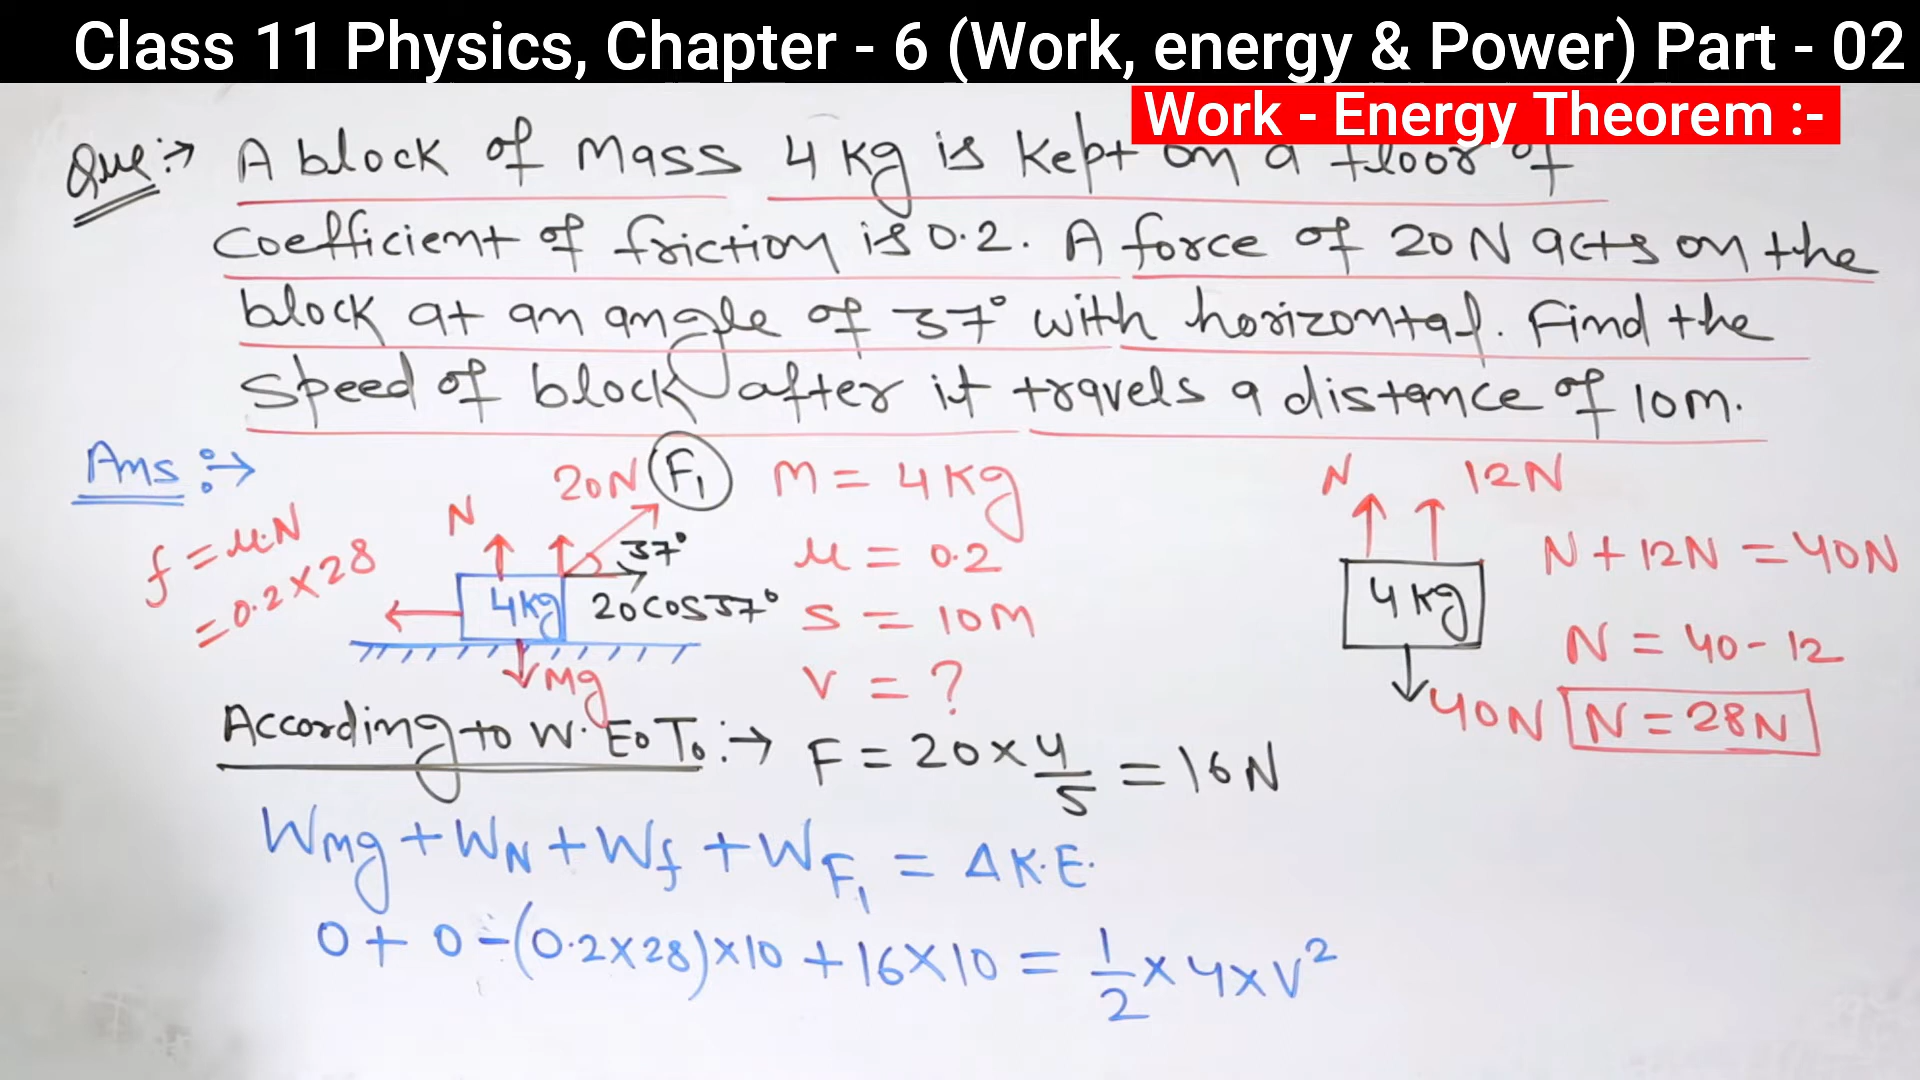 Class 11 Physics, Chapter - 6 (Work, energy & Power) Part - 02
Work - Energy Theorem :-
Que :→ A block of Mass 4 kg is kept on a floor of
coefficient of friction is 0.2. A force of 20 N acts on the
block at an angle of 37° with horizontal. Find the
speed of block after it travels a distance of 10m.
Ans :→
f = μN
= 0.2×28
N
20N F₁
37°
4kg
20cos37°
Mg
M = 4kg
μ = 0.2
S = 10M
V = ?
N 12N
4 kg
40N
N + 12N = 40N
N = 40-12
N = 28N
According to W.E.T. :→ F = 20 × 4/5 = 16N
WMg + WN + Wf + WF₁ = ΔK.E.
0 + 0 - (0.2×28)×10 + 16×10 = 1/2 × 4 × V²